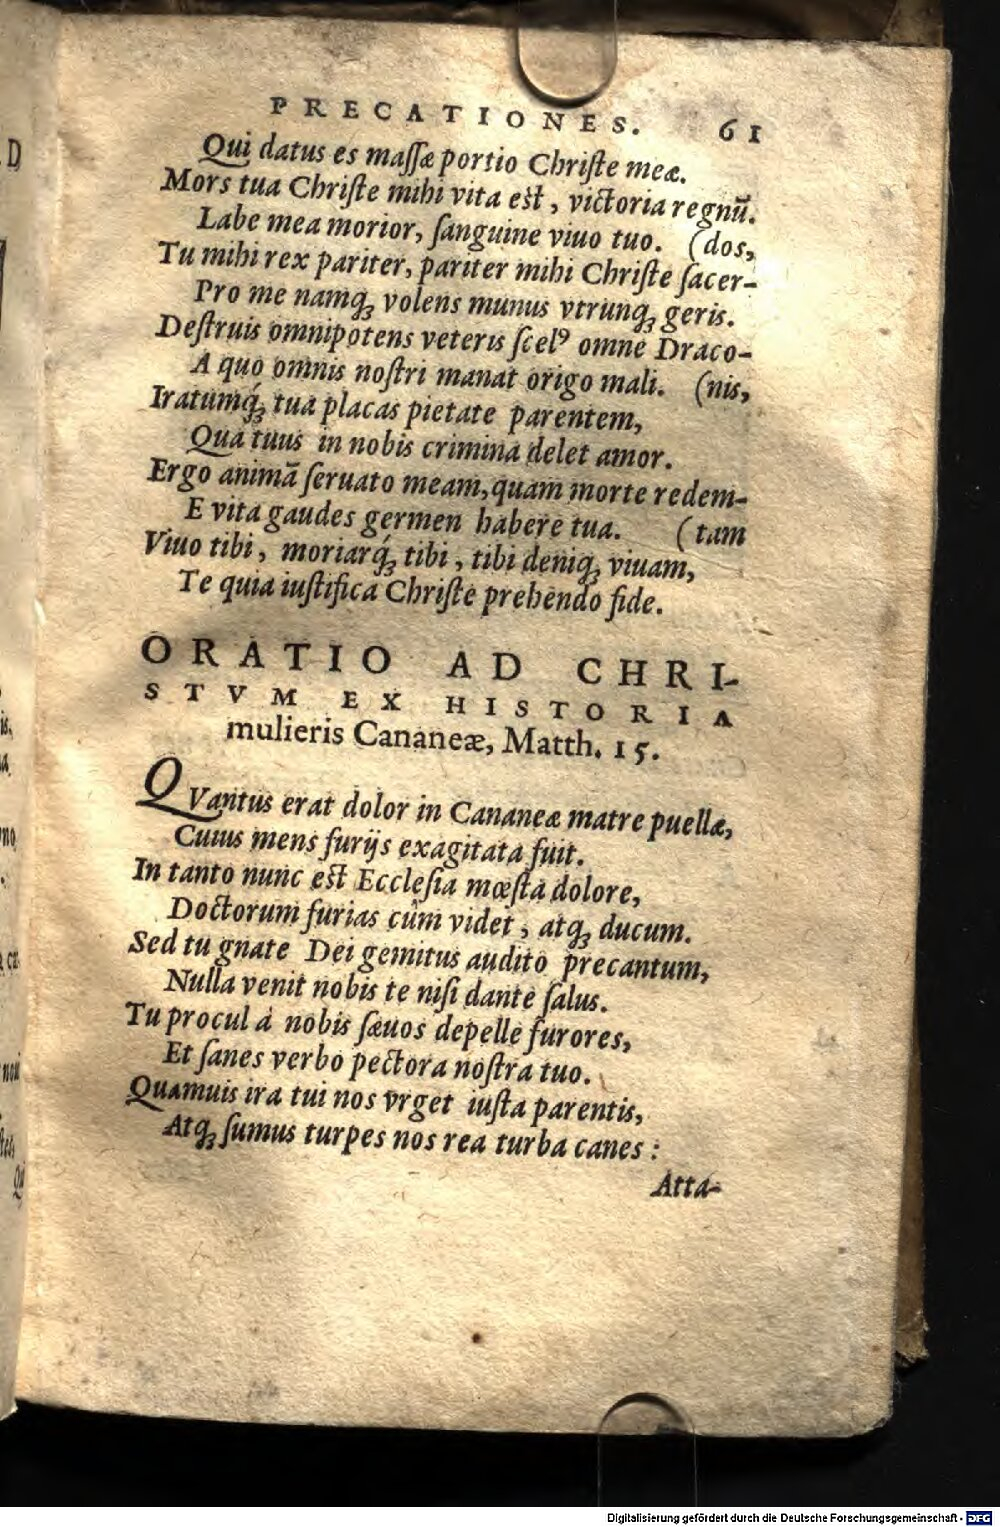 PRECATIONES. 61
Qui datus es maſſæ portio Chriſte meæ.
Mors tua Chriſte mihi vita eſt, victoria regnũ.
Labe mea morior, ſanguine viuo tuo. (dos,
Tu mihi rex pariter, pariter mihi Chriſte ſacer-
Pro me namq́; volens munus vtrunq; geris.
Deſtruis omnipotens veteris ſcelꝰ omne Draco-
A quo omnis noſtri manat origo mali. (nis,
Iratumq́; tua placas pietate parentem,
Qua tuus in nobis crimina delet amor.
Ergo animã ſeruato meam, quam morte redem-
E vita gaudes germen habere tua. (tam
Viuo tibi, moriarq́; tibi, tibi deniq; viuam,
Te quia iuſtifica Chriſte prehendo fide.
ORATIO AD CHRI-
STVM EX HISTORIA
mulieris Cananeæ, Matth. 15.
QVantus erat dolor in Cananeæ matre puellæ,
Cuius mens furijs exagitata fuit.
In tanto nunc eſt Eccleſia mœſta dolore,
Doctorum furias cùm videt, atq; ducum.
Sed tu gnate Dei gemitus audito precantum,
Nulla venit nobis te niſi dante ſalus.
Tu procul à nobis ſæuos depelle furores,
Et ſanes verbo pectora noſtra tuo.
Quamuis ira tui nos vrget iuſta parentis,
Atq; ſumus turpes nos rea turba canes:
Atta-
Digitalisierung gefördert durch die Deutsche Forschungsgemeinschaft - DFG